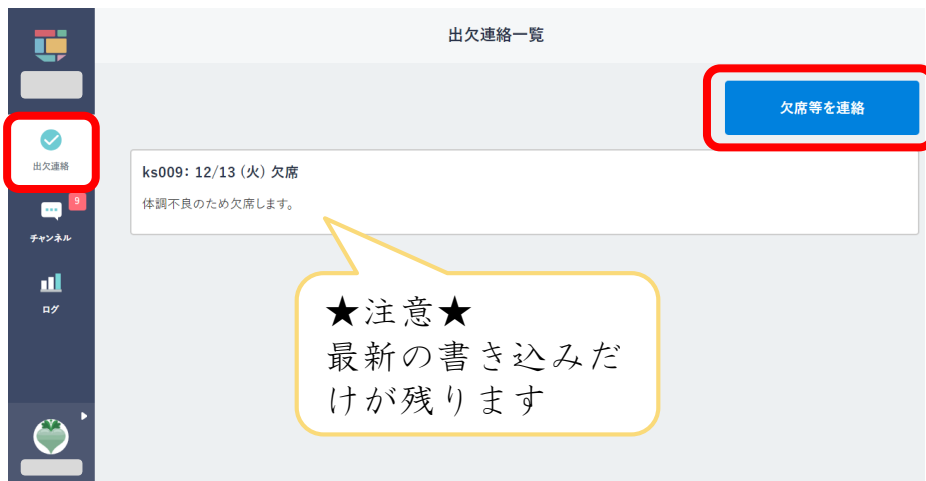 出欠連絡一覧
欠席等を連絡
出欠連絡
ks009: 12/13 (火) 欠席
体調不良のため欠席します。
9
チャンネル
ログ
★注意★
最新の書き込みだ
けが残ります